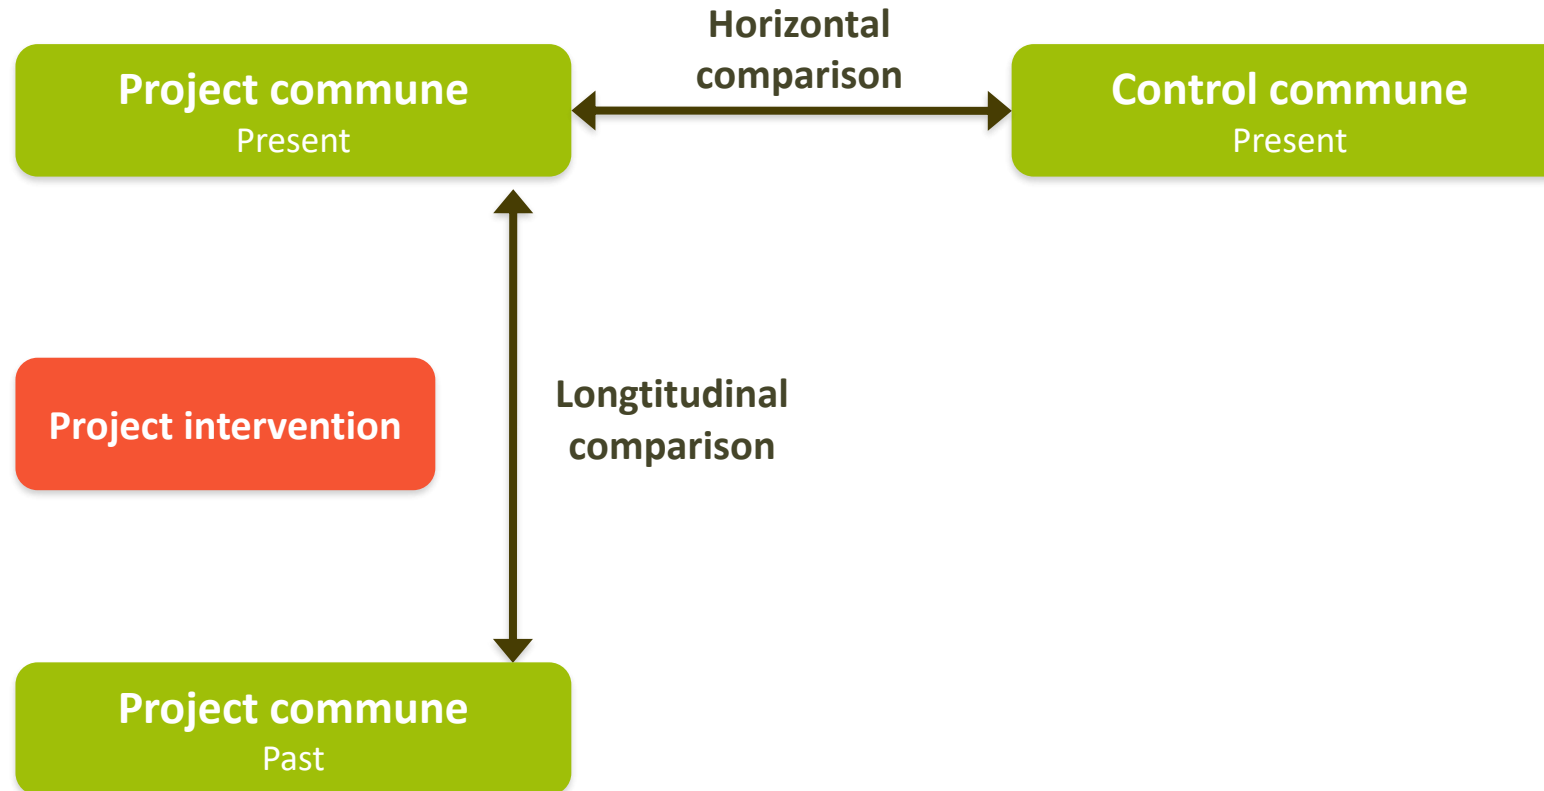 Horizontal
comparison
Project commune
Present
Control commune
Present
Project intervention
Longtitudinal
comparison
Project commune
Past